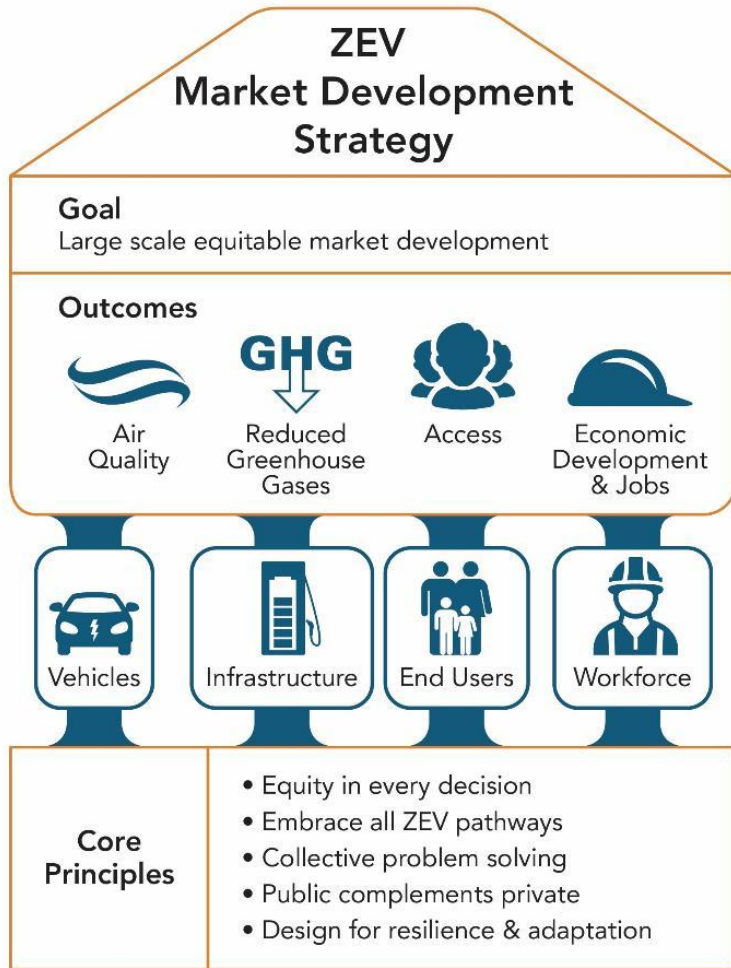 ZEV
Market Development
Strategy
Goal
Large scale equitable market development
Outcomes
GHG
Air
Quality
Reduced
Greenhouse
Gases
Access
Economic
Development
& Jobs
Vehicles
Infrastructure
End Users
Workforce
Core
Principles
• Equity in every decision
• Embrace all ZEV pathways
• Collective problem solving
• Public complements private
• Design for resilience & adaptation